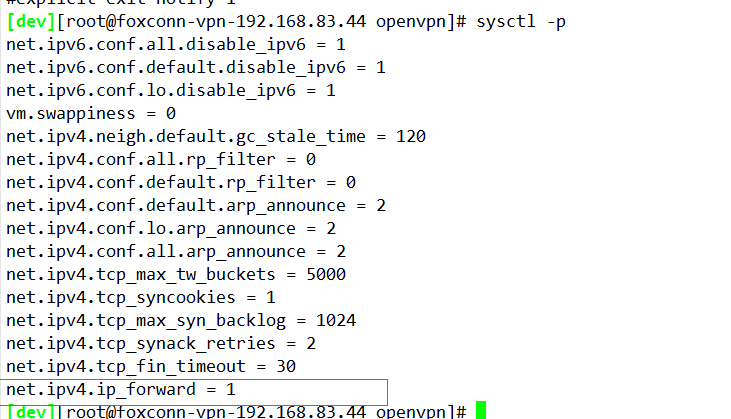 #explicit-exit-notify 1
[dev][root@foxconn-vpn-192.168.83.44 openvpn]# sysctl -p
net.ipv6.conf.all.disable_ipv6 = 1
net.ipv6.conf.default.disable_ipv6 = 1
net.ipv6.conf.lo.disable_ipv6 = 1
vm.swappiness = 0
net.ipv4.neigh.default.gc_stale_time = 120
net.ipv4.conf.all.rp_filter = 0
net.ipv4.conf.default.rp_filter = 0
net.ipv4.conf.default.arp_announce = 2
net.ipv4.conf.lo.arp_announce = 2
net.ipv4.conf.all.arp_announce = 2
net.ipv4.tcp_max_tw_buckets = 5000
net.ipv4.tcp_syncookies = 1
net.ipv4.tcp_max_syn_backlog = 1024
net.ipv4.tcp_synack_retries = 2
net.ipv4.tcp_fin_timeout = 30
net.ipv4.ip_forward = 1
[dev][root@foxconn-vpn-192.168.83.44 openvpn]#